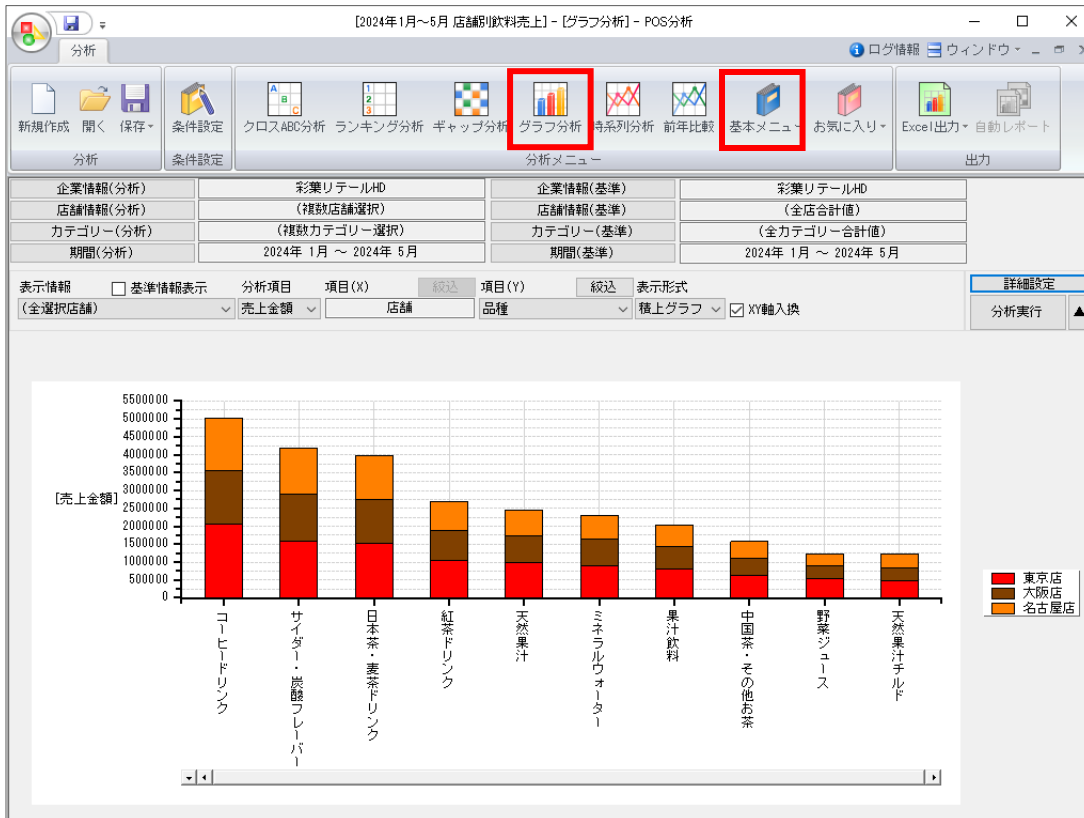 [2024年1月～5月 店舗別飲料売上] - [グラフ分析] - POS分析
分析
ログ情報 ウィンドウ
新規作成 開く 保存 条件設定 クロスABC分析 ランキング分析 ギャップ分析 グラフ分析 時系列分析 前年比較 基本メニュー お気に入り Excel出力 自動レポート
分析 条件設定 分析メニュー 出力
企業情報(分析) 彩葉リテールHD 企業情報(基準) 彩葉リテールHD
店舗情報(分析) (複数店舗選択) 店舗情報(基準) (全店合計値)
カテゴリー(分析) (複数カテゴリー選択) カテゴリー(基準) (全カテゴリー合計値)
期間(分析) 2024年 1月 ～ 2024年 5月 期間(基準) 2024年 1月 ～ 2024年 5月
表示情報 基準情報表示 分析項目 項目(X) 絞込 項目(Y) 絞込 表示形式 詳細設定
(全選択店舗) 売上金額 店舗 品種 積上グラフ XY軸入換 分析実行
5500000
5000000
4500000
4000000
3500000
3000000
[売上金額]
2500000
2000000
1500000
1000000
500000
0
東京店
大阪店
名古屋店
コーヒードリンク
サイダー・炭酸フレーバー
日本茶・麦茶ドリンク
紅茶ドリンク
天然果汁
ミネラルウォーター
果汁飲料
中国茶・その他お茶
野菜ジュース
天然果汁チルド